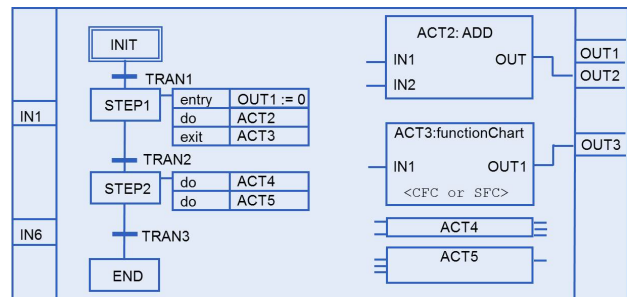 IN1
IN6
INIT
TRAN1
STEP1
entry OUT1 := 0
do ACT2
exit ACT3
TRAN2
STEP2
do ACT4
do ACT5
TRAN3
END
ACT2: ADD
IN1 OUT
IN2
ACT3:functionChart
IN1 OUT1
<CFC or SFC>
ACT4
ACT5
OUT1
OUT2
OUT3